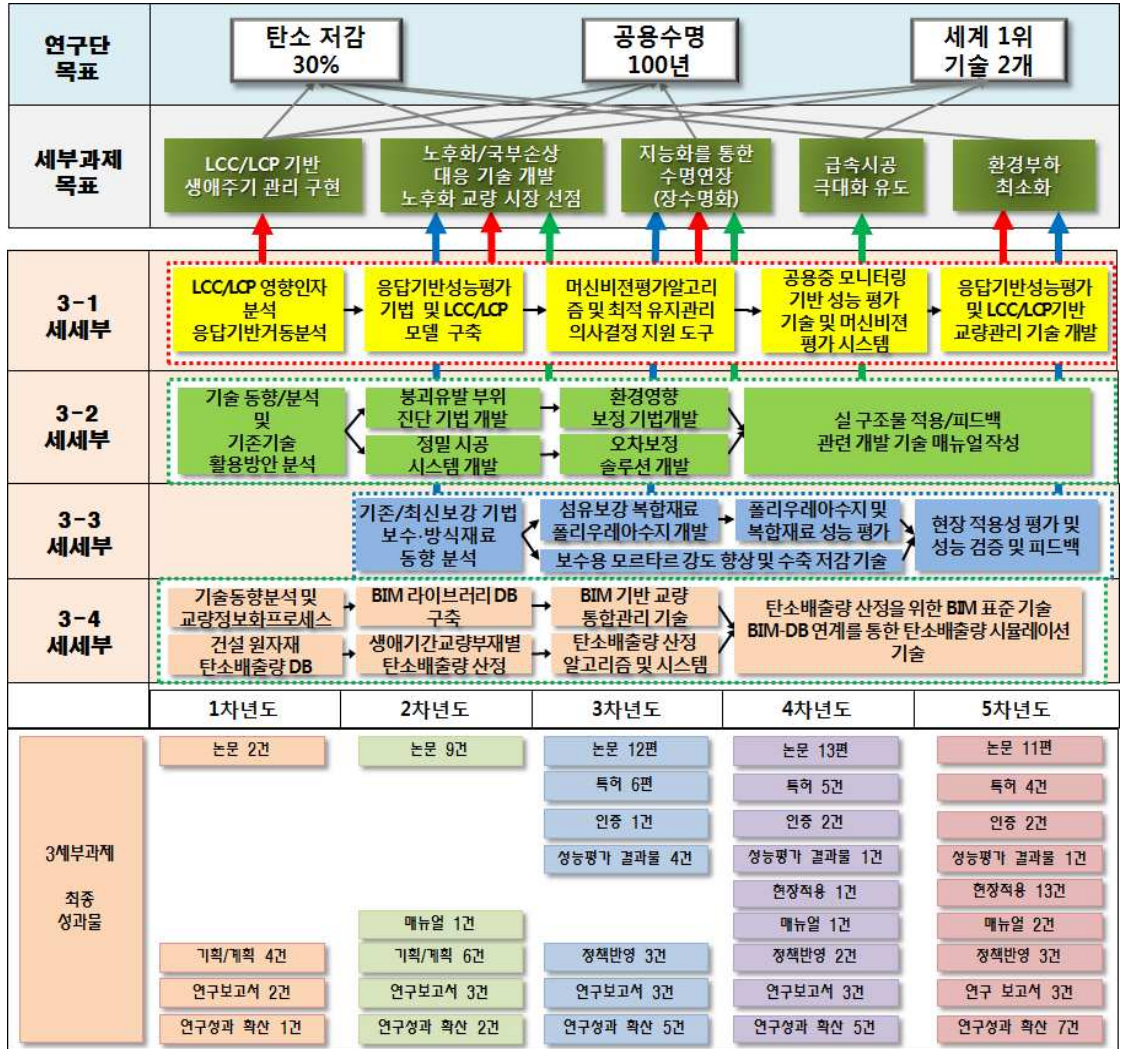 연구단
목표
탄소 저감
30%
공용수명
100년
세계 1위
기술 2개
세부과제
목표
LCC/LCP 기반
생애주기 관리 구현
노후화/국부손상
대응 기술 개발
노후화 교량 시장 선점
지능화를 통한
수명연장
(장수명화)
급속시공
극대화 유도
환경부하
최소화
3-1
세세부
LCC/LCP 영향인자
분석
응답기반거동분석
응답기반성능평가
기법 및 LCC/LCP
모델 구축
머신비젼평가알고리
즘 및 최적 유지관리
의사결정 지원 도구
공용중 모니터링
기반 성능 평가
기술 및 머신비젼
평가 시스템
응답기반성능평가
및 LCC/LCP기반
교량관리 기술 개발
3-2
세세부
기술 동향/분석
및
기존기술
활용방안 분석
붕괴유발 부위
진단 기법 개발
환경영향
보정 기법개발
정밀 시공
시스템 개발
오차보정
솔루션 개발
실 구조물 적용/피드백
관련 개발 기술 매뉴얼 작성
3-3
세세부
기존/최신보강 기법
보수·방식재료
동향 분석
섬유보강 복합재료
폴리우레아수지 개발
폴리우레아수지 및
복합재료 성능 평가
보수용 모르타르 강도 향상 및 수축 저감 기술
현장 적용성 평가 및
성능 검증 및 피드백
3-4
세세부
기술동향분석 및
교량정보화프로세스
BIM 라이브러리 DB
구축
BIM 기반 교량
통합관리 기술
건설 원자재
탄소배출량 DB
생애기간교량부재별
탄소배출량 산정
탄소배출량 산정
알고리즘 및 시스템
탄소배출량 산정을 위한 BIM 표준 기술
BIM-DB 연계를 통한 탄소배출량 시뮬레이션
기술
1차년도 2차년도 3차년도 4차년도 5차년도
3세부과제
최종
성과물
논문 2건 논문 9건 논문 12편 논문 13편 논문 11편
특허 6편 특허 5건 특허 4건
인증 1건 인증 2건 인증 2건
성능평가 결과물 4건 성능평가 결과물 1건 성능평가 결과물 1건
현장적용 1건 현장적용 13건
매뉴얼 1건 매뉴얼 1건 매뉴얼 2건
기획/계획 4건 기획/계획 6건 정책반영 3건 정책반영 2건 정책반영 3건
연구보고서 2건 연구보고서 3건 연구보고서 3건 연구보고서 3건 연구 보고서 3건
연구성과 확산 1건 연구성과 확산 2건 연구성과 확산 5건 연구성과 확산 5건 연구성과 확산 7건